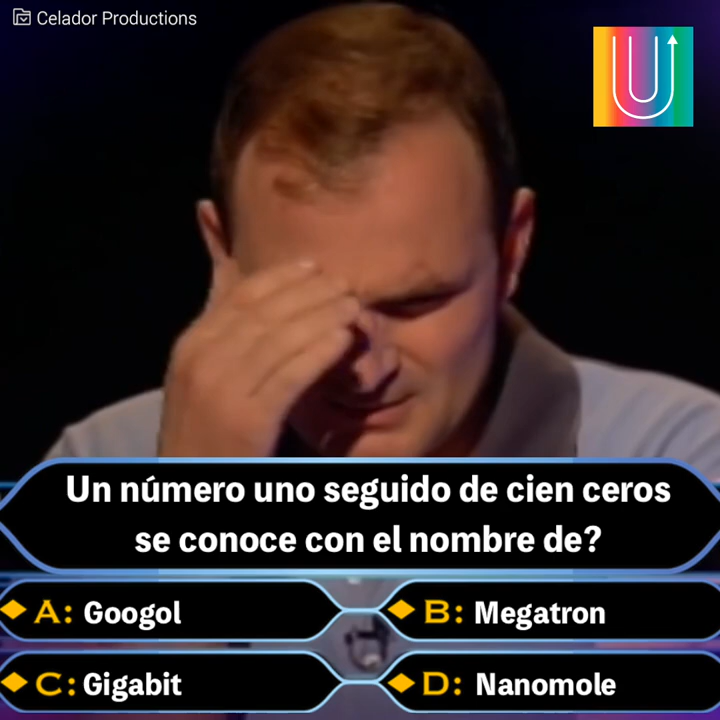 Celador Productions
U
Un número uno seguido de cien ceros
se conoce con el nombre de?
A: Googol
B: Megatron
C: Gigabit
D: Nanomole